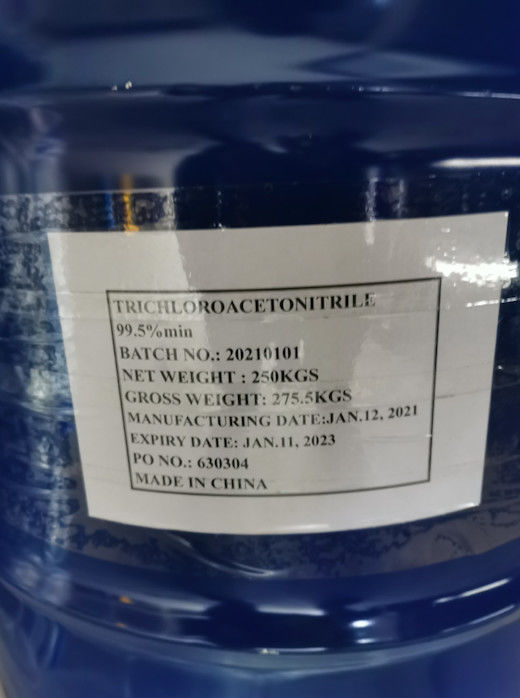 TRICHLOROACETONITRILE
99.5%min
BATCH NO.: 20210101
NET WEIGHT : 250KGS
GROSS WEIGHT: 275.5KGS
MANUFACTURING DATE:JAN.12, 2021
EXPIRY DATE: JAN.11, 2023
PO NO.: 630304
MADE IN CHINA